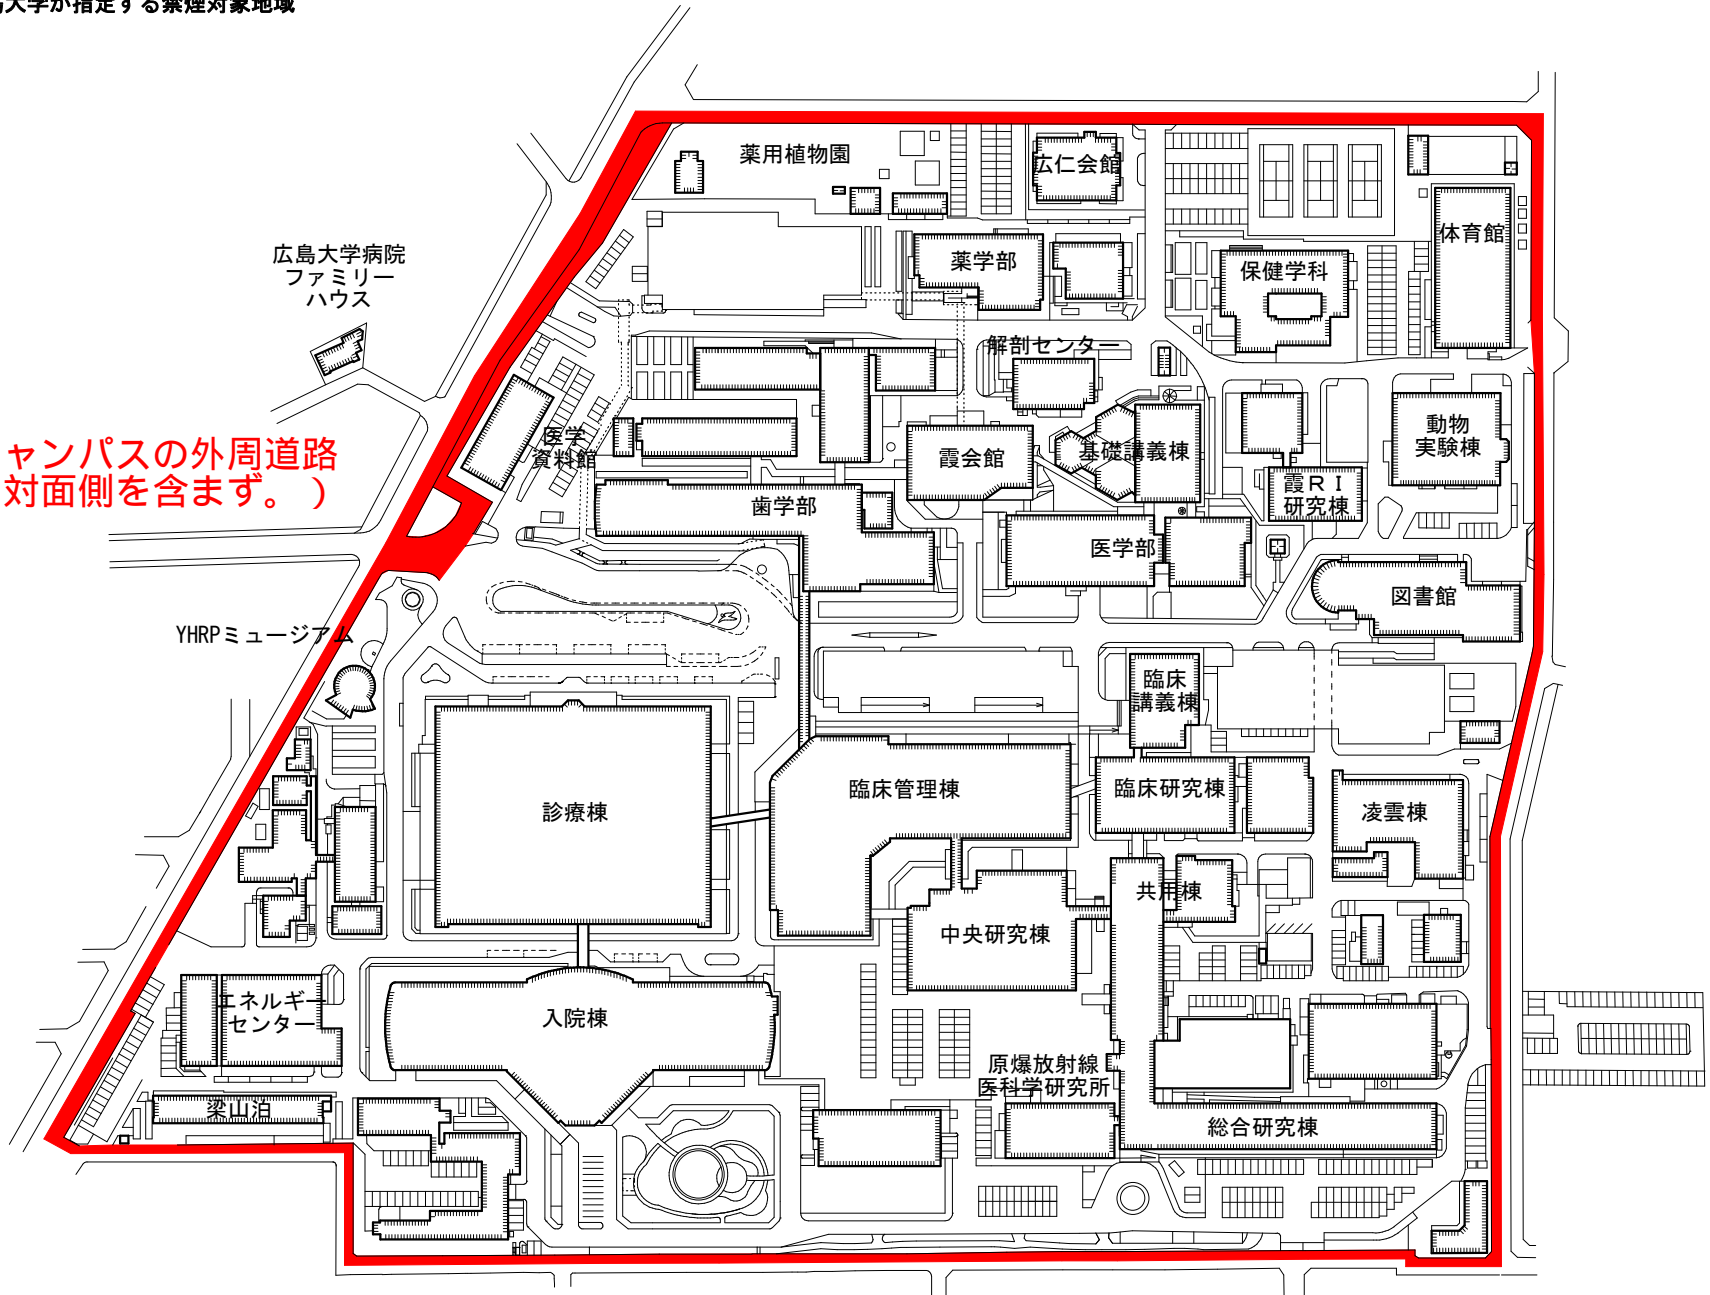 大学が指定する禁煙対象地域
薬用植物園
広仁会館
体育館
広島大学病院
ファミリー
ハウス
薬学部
保健学科
解剖センター
動物
実験棟
医学
資料館
霞会館
基礎講義棟
ャンパスの外周道路
対面側を含まず。）
霞ＲＩ
研究棟
歯学部
医学部
図書館
YHRPミュージアム
臨床
講義棟
診療棟
臨床管理棟
臨床研究棟
凌雲棟
共用棟
中央研究棟
エネルギー
センター
入院棟
原爆放射線
医科学研究所
梁山泊
総合研究棟